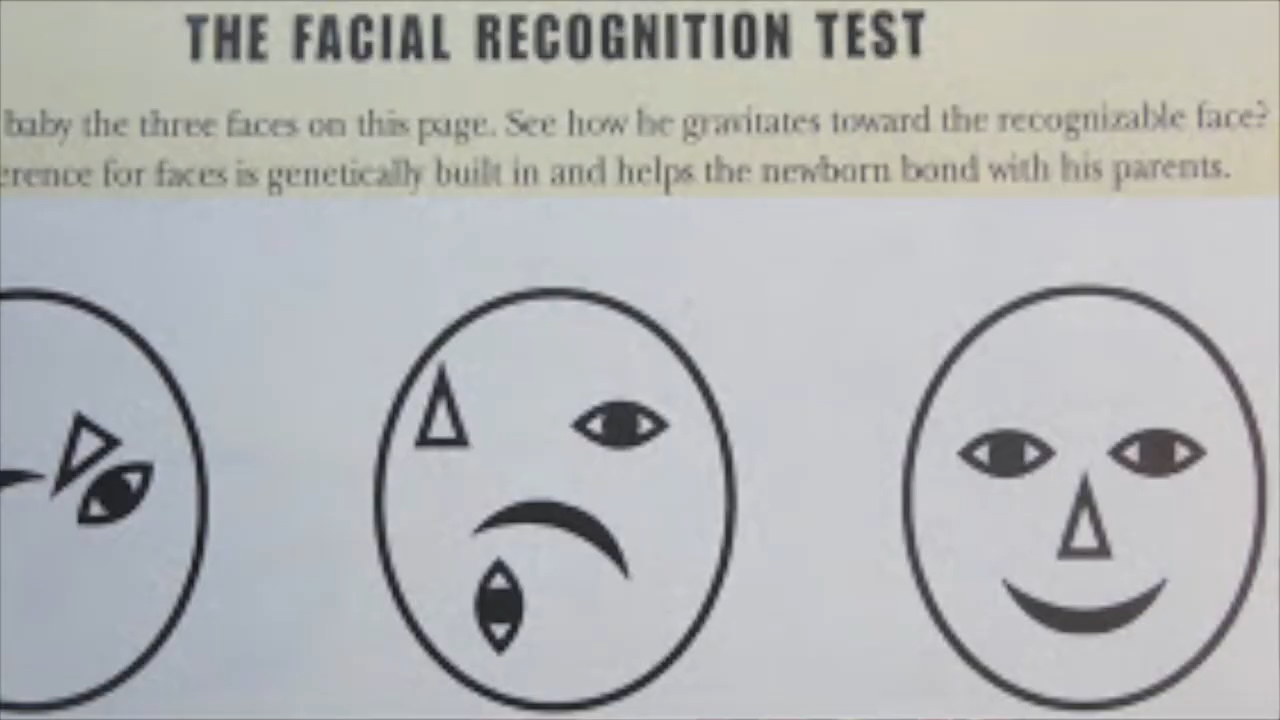 THE FACIAL RECOGNITION TEST
baby the three faces on this page. See how he gravitates toward the recognizable face?
erence for faces is genetically built in and helps the newborn bond with his parents.